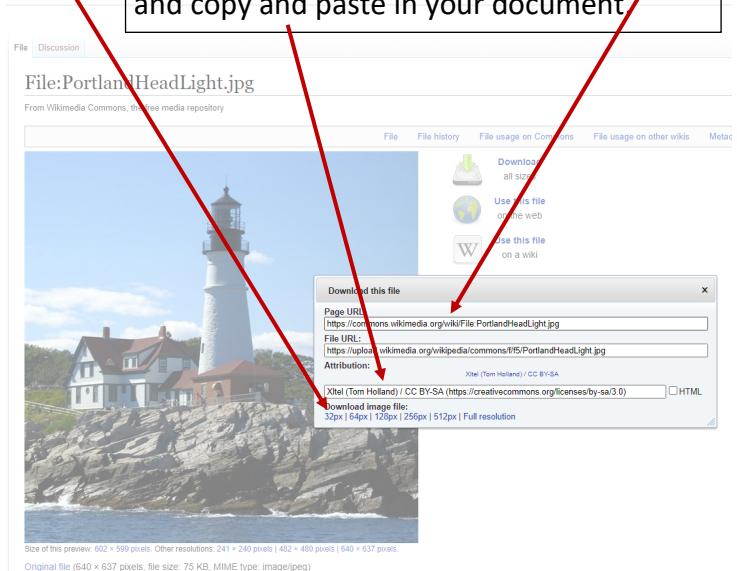 and copy and paste in your document.
File Discussion
File:PortlandHeadLight.jpg
From Wikimedia Commons, the free media repository
File File history File usage on Commons File usage on other wikis Metad
Download
all sizes
Use this file
on the web
W Use this file
on a wiki
Download this file x
Page URL:
https://commons.wikimedia.org/wiki/File:PortlandHeadLight.jpg
File URL:
https://upload.wikimedia.org/wikipedia/commons/f/f5/PortlandHeadLight.jpg
Attribution:
Xltel (Tom Holland) / CC BY-SA
Xltel (Tom Holland) / CC BY-SA (https://creativecommons.org/licenses/by-sa/3.0) HTML
Download image file:
32px | 64px | 128px | 256px | 512px | Full resolution
Size of this preview: 602 × 599 pixels. Other resolutions: 241 × 240 pixels | 482 × 480 pixels | 640 × 637 pixels.
Original file (640 × 637 pixels, file size: 75 KB, MIME type: image/jpeg)